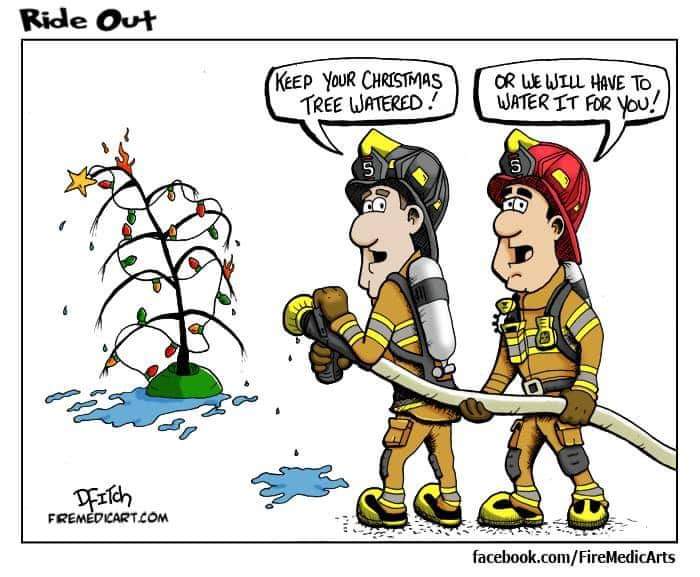 Ride Out
KEEP YOUR CHRISTMAS
TREE WATERED!
OR WE WILL HAVE TO
WATER IT FOR YOU!
5
5
DFITCH
FIREMEDICART.COM
facebook.com/FireMedicArts